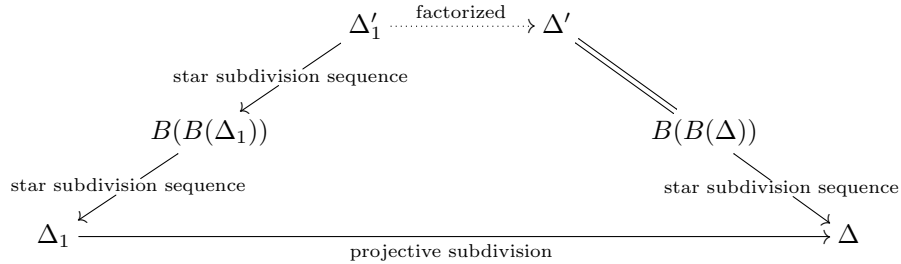 Δ′₁ factorized Δ′
star subdivision sequence
B(B(Δ₁)) B(B(Δ))
star subdivision sequence star subdivision sequence
Δ₁ Δ
projective subdivision